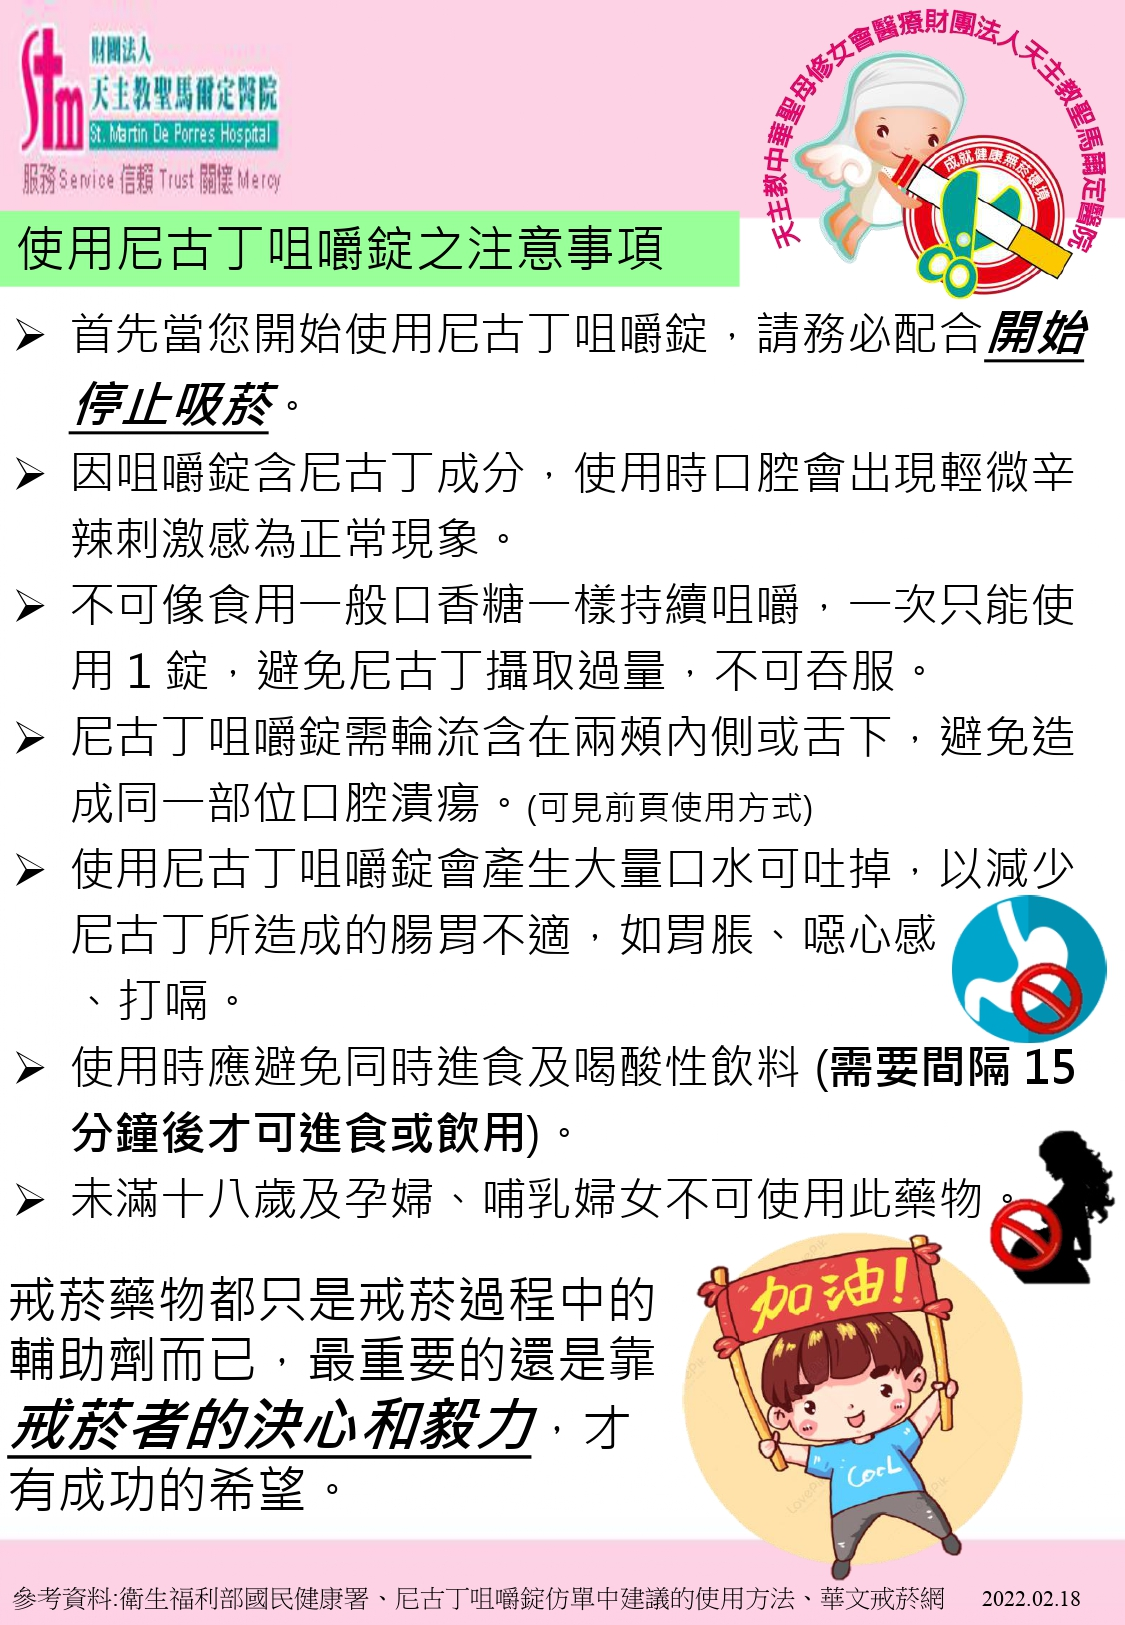 財團法人
天主教聖馬爾定醫院
St. Martin De Porres Hospital
服務Service 信賴 Trust 關懷 Mercy
天主教中華聖母修女會醫療財團法人天主教聖馬爾定醫院
成就健康無菸環境
使用尼古丁咀嚼錠之注意事項
➢ 首先當您開始使用尼古丁咀嚼錠，請務必配合開始
停止吸菸。
➢ 因咀嚼錠含尼古丁成分，使用時口腔會出現輕微辛
辣刺激感為正常現象。
➢ 不可像食用一般口香糖一樣持續咀嚼，一次只能使
用 1 錠，避免尼古丁攝取過量，不可吞服。
➢ 尼古丁咀嚼錠需輪流含在兩頰內側或舌下，避免造
成同一部位口腔潰瘍。(可見前頁使用方式)
➢ 使用尼古丁咀嚼錠會產生大量口水可吐掉，以減少
尼古丁所造成的腸胃不適，如胃脹、噁心感
、打嗝。
➢ 使用時應避免同時進食及喝酸性飲料 (需要間隔 15
分鐘後才可進食或飲用)。
➢ 未滿十八歲及孕婦、哺乳婦女不可使用此藥物。
加油!
CooL
戒菸藥物都只是戒菸過程中的
輔助劑而已，最重要的還是靠
戒菸者的決心和毅力，才
有成功的希望。
參考資料:衛生福利部國民健康署、尼古丁咀嚼錠仿單中建議的使用方法、華文戒菸網
2022.02.18